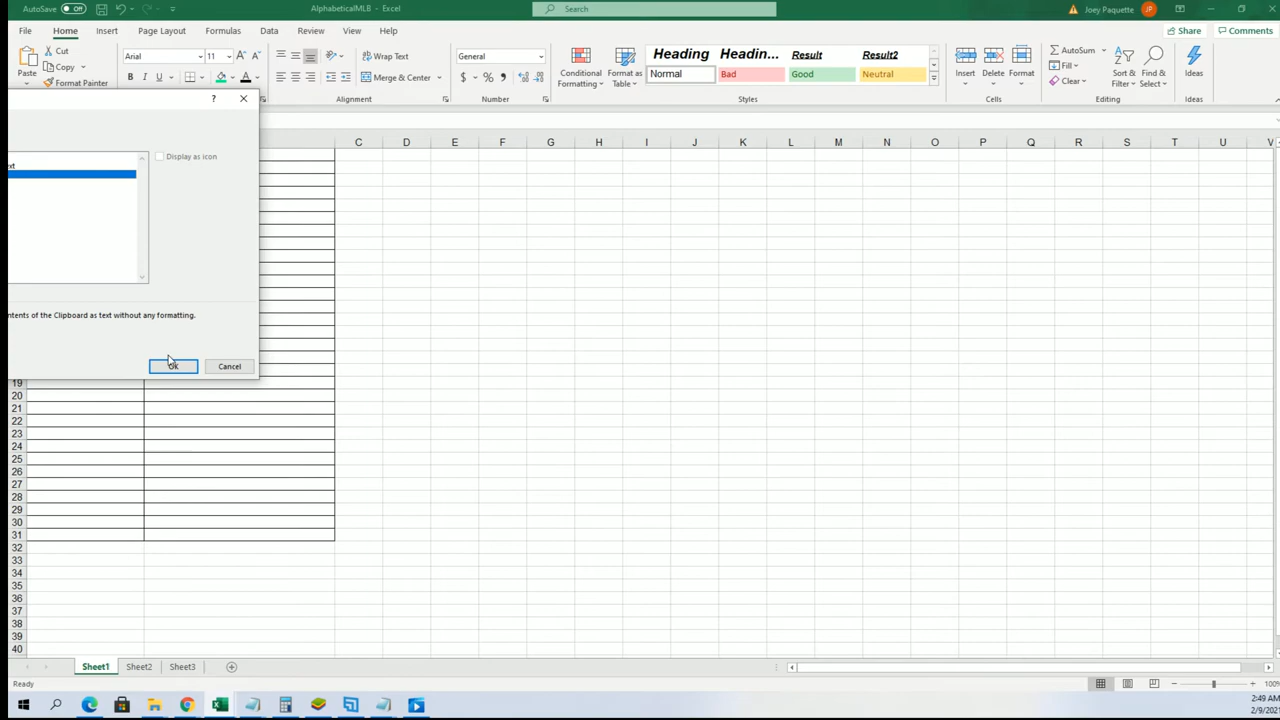 AutoSave Off AlphabeticalMLB - Excel Search Joey Paquette JP
File Home Insert Page Layout Formulas Data Review View Help Share Comments
Cut Arial 11 Wrap Text General Heading Headin... Result Result2 AutoSum
Copy Fill
Paste Format Painter B I U Merge & Center $ % Conditional Formatting Format as Table Normal Bad Good Neutral Insert Delete Format Clear Sort & Filter Find & Select Ideas
Alignment Number Styles Cells Editing Ideas
?
C D E F G H I J K L M N O P Q R S T U V
Display as icon
ntents of the Clipboard as text without any formatting.
OK Cancel
19
20
21
22
23
24
25
26
27
28
29
30
31
32
33
34
35
36
37
38
39
40
Sheet1 Sheet2 Sheet3
Ready 100%
2:49 AM
2/9/202